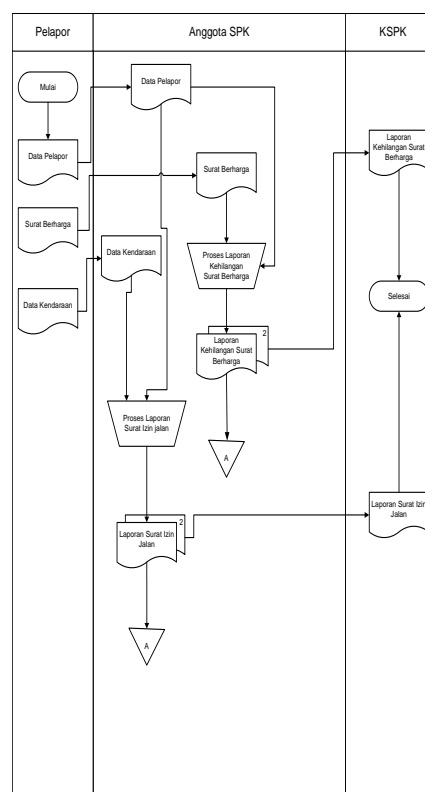 Pelapor
Anggota SPK
KSPK
Mulai
Data Pelapor
Data Pelapor
Laporan
Kehilangan Surat
Berharga
Surat Berharga
Surat Berharga
Data Kendaraan
Proses Laporan
Kehilangan
Surat Berharga
Data Kendaraan
Selesai
2
Laporan
Kehilangan Surat
Berharga
Proses Laporan
Surat Izin jalan
A
2
Laporan Surat Izin
Jalan
Laporan Surat Izin
Jalan
A